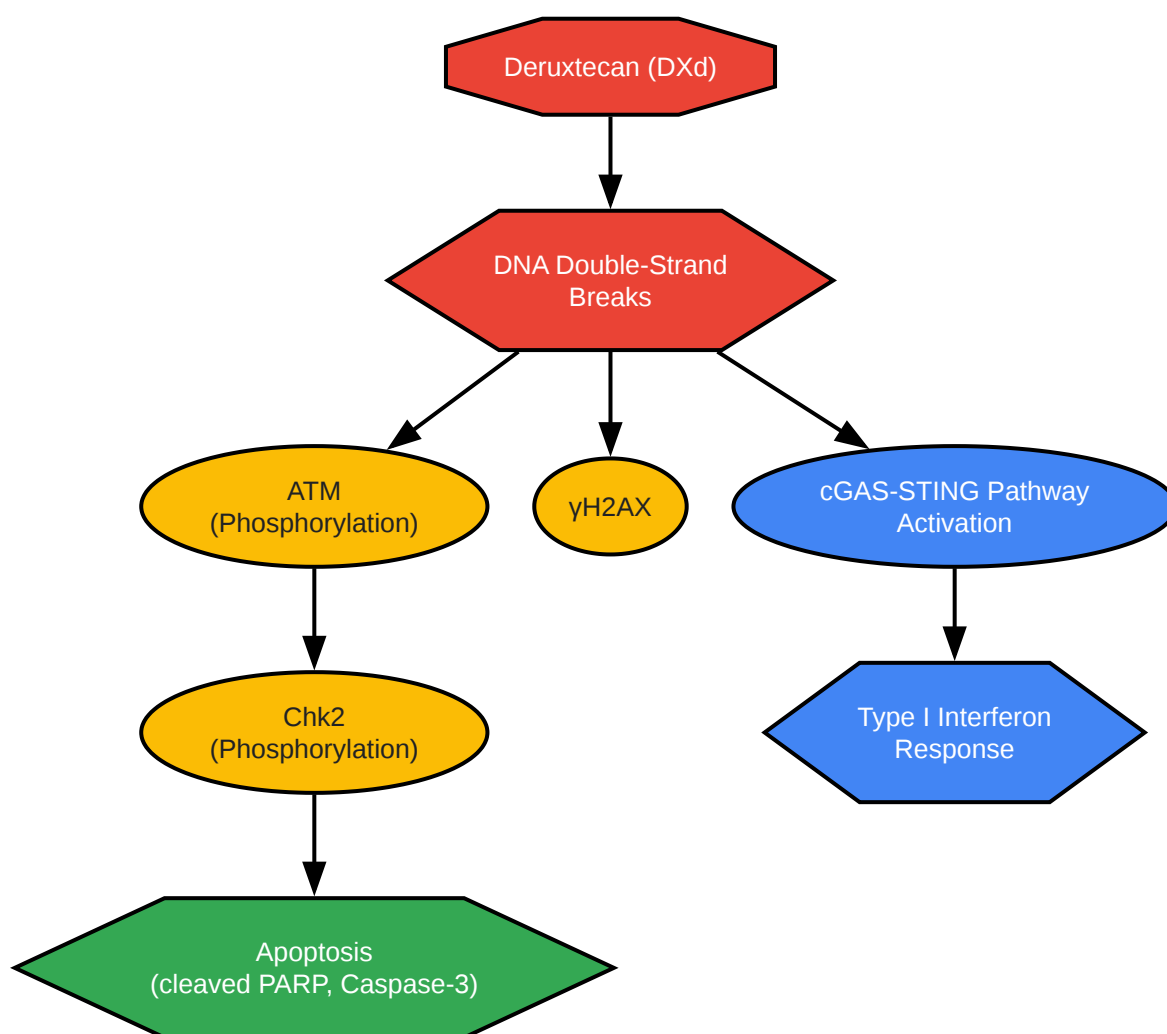 Deruxtecan (DXd)
DNA Double-Strand
Breaks
ATM
(Phosphorylation)
γH2AX
cGAS-STING Pathway
Activation
Chk2
(Phosphorylation)
Type I Interferon
Response
Apoptosis
(cleaved PARP, Caspase-3)